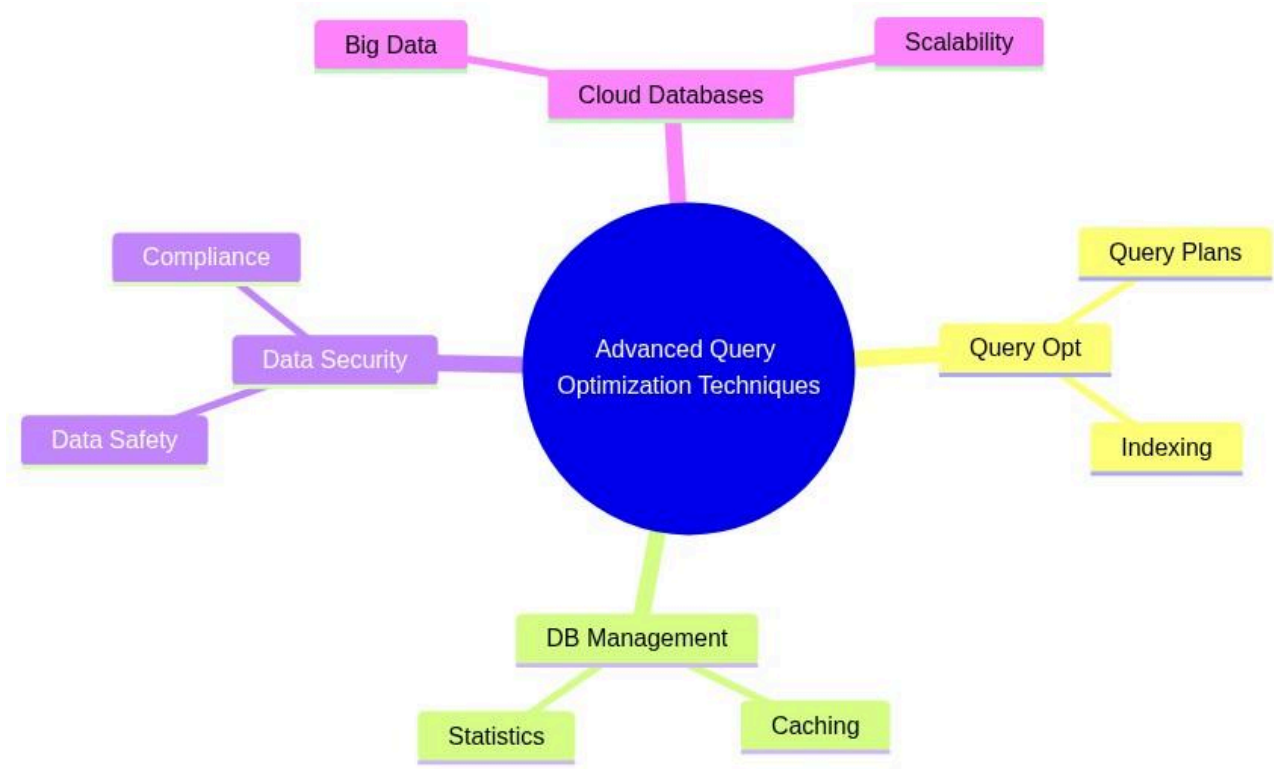 Big Data
Scalability
Cloud Databases
Compliance
Query Plans
Data Security
Advanced Query
Optimization Techniques
Query Opt
Data Safety
Indexing
DB Management
Statistics
Caching